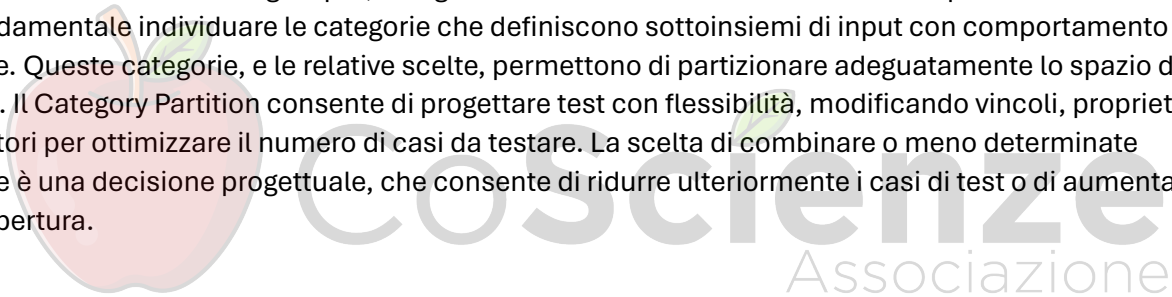 damentale individuare le categorie che definiscono sottoinsiemi di input con comportamento
e. Queste categorie, e le relative scelte, permettono di partizionare adeguatamente lo spazio d
. Il Category Partition consente di progettare test con flessibilità, modificando vincoli, propriet
tori per ottimizzare il numero di casi da testare. La scelta di combinare o meno determinate
e è una decisione progettuale, che consente di ridurre ulteriormente i casi di test o di aumenta
pertura.
CoScienze
Associazione